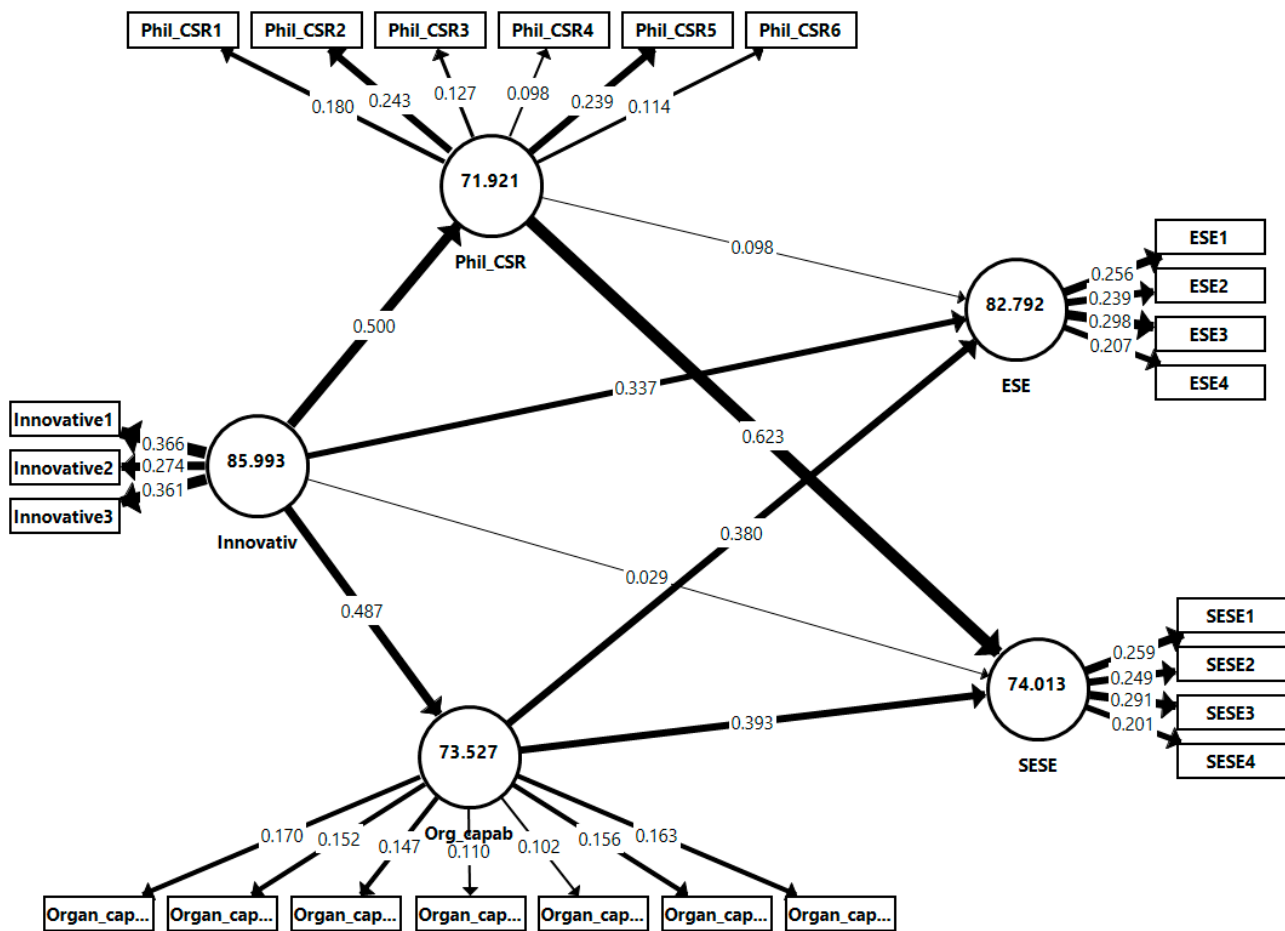 Phil_CSR1 Phil_CSR2 Phil_CSR3 Phil_CSR4 Phil_CSR5 Phil_CSR6
0.180 0.243 0.127 0.098 0.239 0.114
71.921
Phil_CSR
0.098
ESE1
ESE2
ESE3
ESE4
0.256
0.239
0.298
0.207
82.792
ESE
0.500
0.337
0.623
Innovative1
Innovative2
Innovative3
0.366
0.274
0.361
85.993
Innovativ
0.380
0.029
0.487
SESE1
SESE2
SESE3
SESE4
0.259
0.249
0.291
0.201
74.013
SESE
0.393
73.527
Org_capab
0.170 0.152 0.147 0.110 0.102 0.156 0.163
Organ_cap... Organ_cap... Organ_cap... Organ_cap... Organ_cap... Organ_cap... Organ_cap...